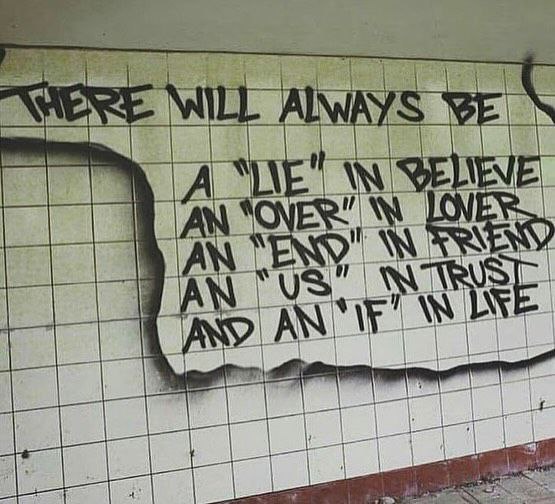 THERE WILL ALWAYS BE
A "LIE" IN BELIEVE
AN "OVER" IN LOVER
AN "END" IN FRIEND
AN "US" IN TRUST
AND AN "IF" IN LIFE